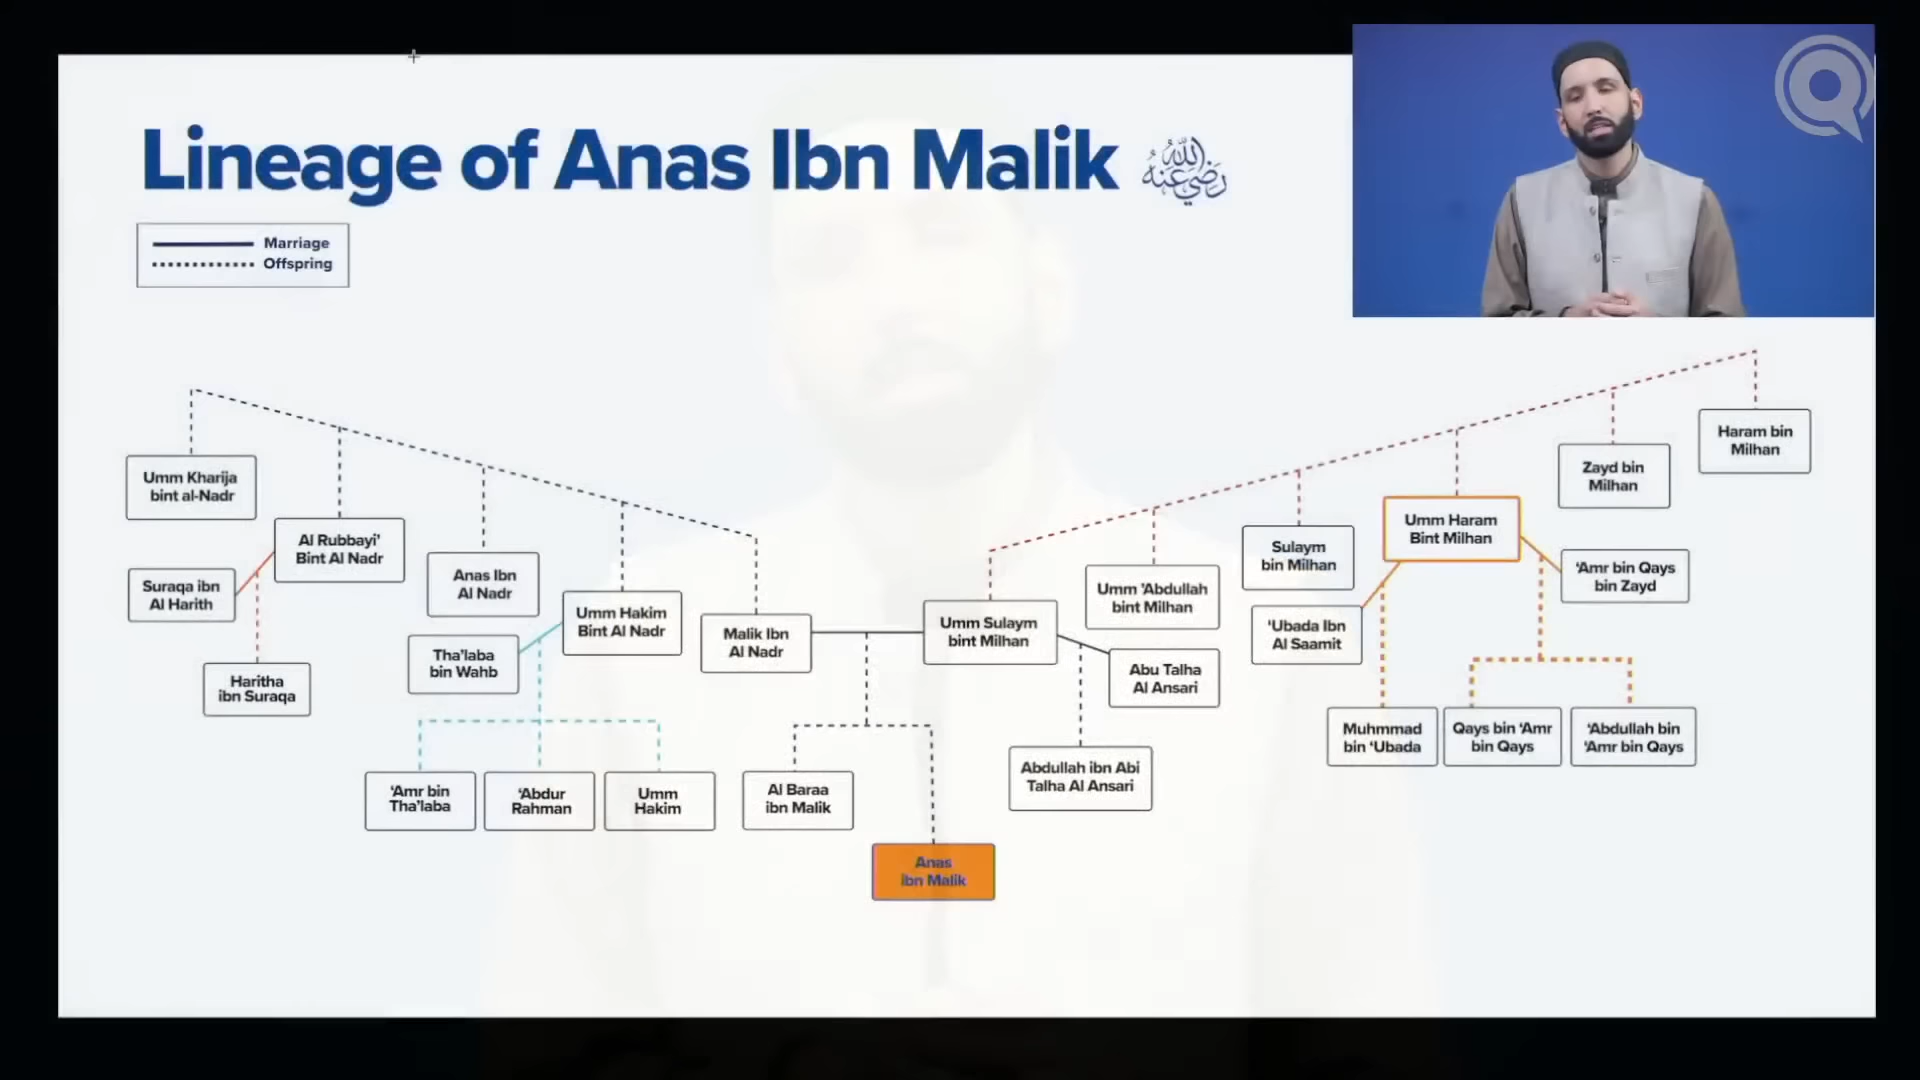 Lineage of Anas Ibn Malik رضي الله عنه
Marriage
Offspring
Umm Kharija
bint al-Nadr
Al Rubbayi'
Bint Al Nadr
Suraqa ibn
Al Harith
Haritha
ibn Suraqa
Anas Ibn
Al Nadr
Umm Hakim
Bint Al Nadr
Tha'laba
bin Wahb
'Amr bin
Tha'laba
'Abdur
Rahman
Umm
Hakim
Malik Ibn
Al Nadr
Umm Sulaym
bint Milhan
Al Baraa
ibn Malik
Anas
ibn Malik
Abu Talha
Al Ansari
Abdullah ibn Abi
Talha Al Ansari
Umm 'Abdullah
bint Milhan
Sulaym
bin Milhan
Umm Haram
Bint Milhan
'Ubada Ibn
Al Saamit
'Amr bin Qays
bin Zayd
Muhmmad
bin 'Ubada
Qays bin 'Amr
bin Qays
'Abdullah bin
'Amr bin Qays
Zayd bin
Milhan
Haram bin
Milhan